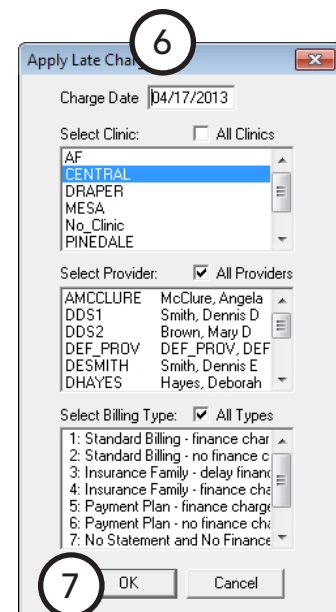 6
Apply Late Char
Charge Date 04/17/2013
Select Clinic: All Clinics
AF
CENTRAL
DRAPER
MESA
No_Clinic
PINEDALE
Select Provider: All Providers
AMCCLURE McClure, Angela
DDS1 Smith, Dennis D
DDS2 Brown, Mary D
DEF_PROV DEF_PROV, DEF
DESMITH Smith, Dennis E
DHAYES Hayes, Deborah
Select Billing Type: All Types
1: Standard Billing - finance char
2: Standard Billing - no finance c
3: Insurance Family - delay financ
4: Insurance Family - finance cha
5: Payment Plan - finance charge
6: Payment Plan - no finance cha
7: No Statement and No Finance
7 OK Cancel